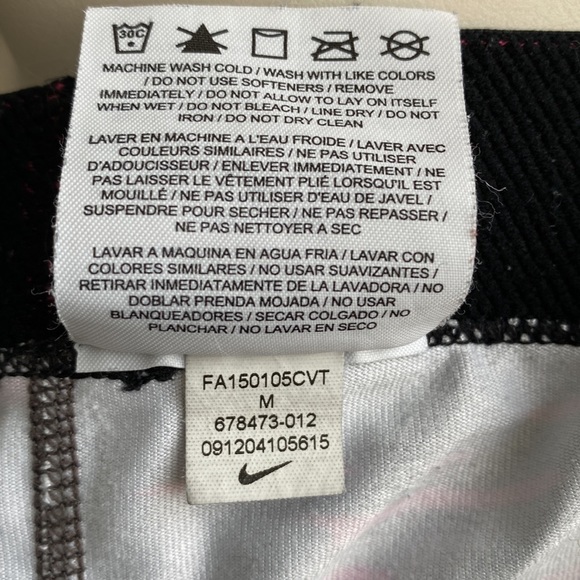 30C
MACHINE WASH COLD / WASH WITH LIKE COLORS
/ DO NOT USE SOFTENERS / REMOVE
IMMEDIATELY / DO NOT ALLOW TO LAY ON ITSELF
WHEN WET / DO NOT BLEACH / LINE DRY / DO NOT
IRON / DO NOT DRY CLEAN
LAVER EN MACHINE A L'EAU FROIDE / LAVER AVEC
COULEURS SIMILAIRES / NE PAS UTILISER
D'ADOUCISSEUR / ENLEVER IMMEDIATEMENT / NE
PAS LAISSER LE VÊTEMENT PLIÉ LORSQU'IL EST
MOUILLÉ / NE PAS UTILISER D'EAU DE JAVEL /
SUSPENDRE POUR SECHER / NE PAS REPASSER /
NE PAS NETTOYER A SEC
LAVAR A MAQUINA EN AGUA FRIA / LAVAR CON
COLORES SIMILARES / NO USAR SUAVIZANTES /
RETIRAR INMEDIATAMENTE DE LA LAVADORA / NO
DOBLAR PRENDA MOJADA / NO USAR
BLANQUEADORES / SECAR COLGADO / NO
PLANCHAR / NO LAVAR EN SECO
FA150105CVT
M
678473-012
091204105615